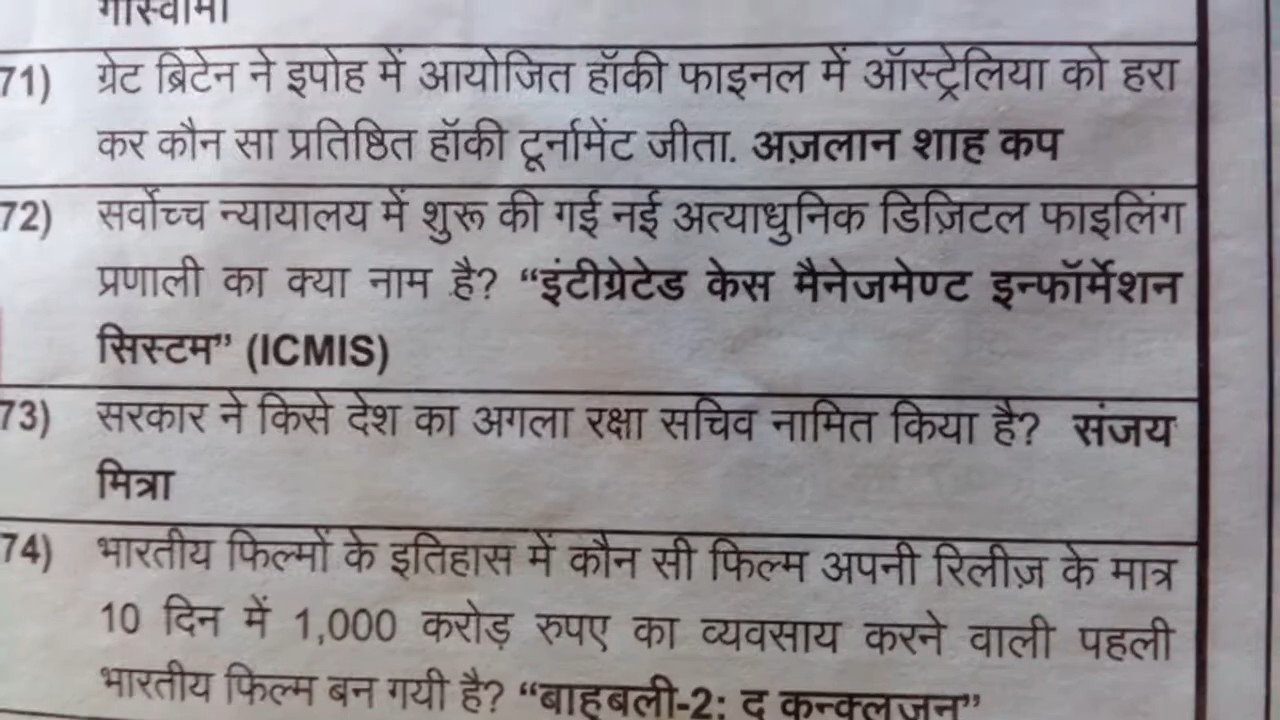 गोस्वामी
71) ग्रेट ब्रिटेन ने इपोह में आयोजित हॉकी फाइनल में ऑस्ट्रेलिया को हरा
कर कौन सा प्रतिष्ठित हॉकी टूर्नामेंट जीता. अज़लान शाह कप
72) सर्वोच्च न्यायालय में शुरू की गई नई अत्याधुनिक डिज़िटल फाइलिंग
प्रणाली का क्या नाम है? “इंटीग्रेटेड केस मैनेजमेण्ट इन्फॉर्मेशन
सिस्टम” (ICMIS)
73) सरकार ने किसे देश का अगला रक्षा सचिव नामित किया है? संजय
मित्रा
74) भारतीय फिल्मों के इतिहास में कौन सी फिल्म अपनी रिलीज़ के मात्र
10 दिन में 1,000 करोड़ रुपए का व्यवसाय करने वाली पहली
भारतीय फिल्म बन गयी है? “बाहुबली-2: द कन्क्लूजन”